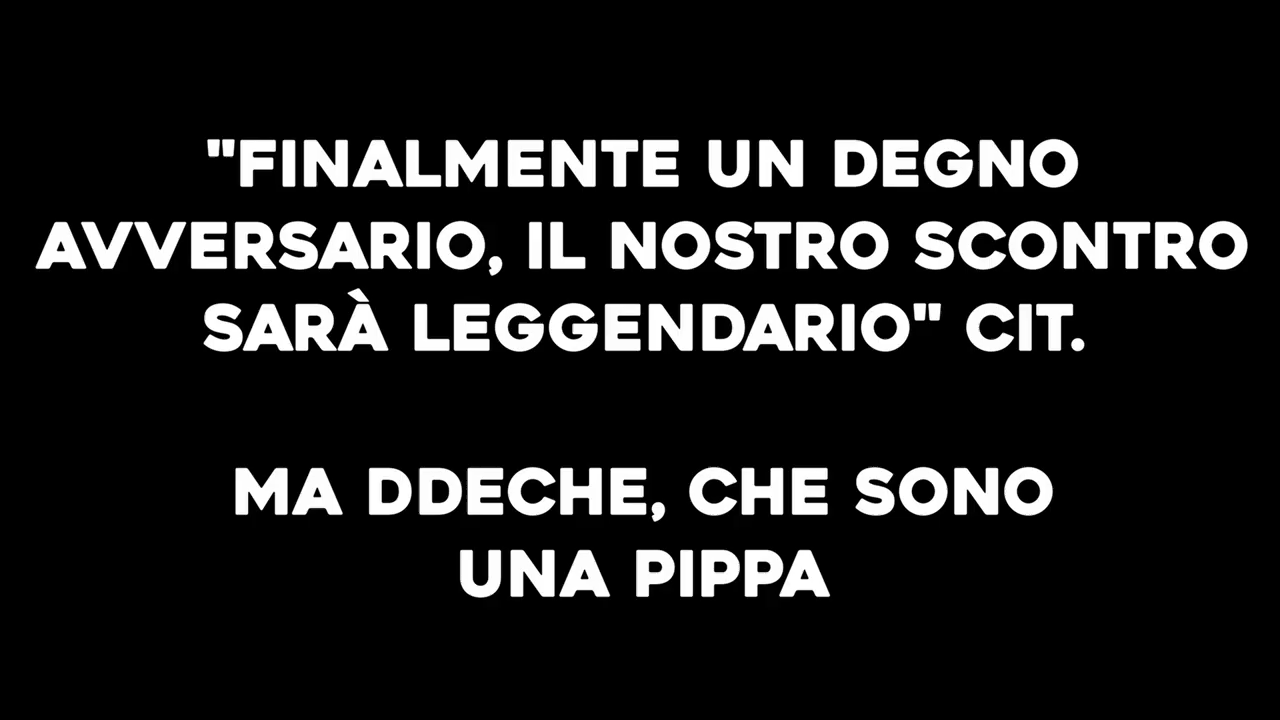 "FINALMENTE UN DEGNO
AVVERSARIO, IL NOSTRO SCONTRO
SARÀ LEGGENDARIO" CIT.
MA DDECHE, CHE SONO
UNA PIPPA